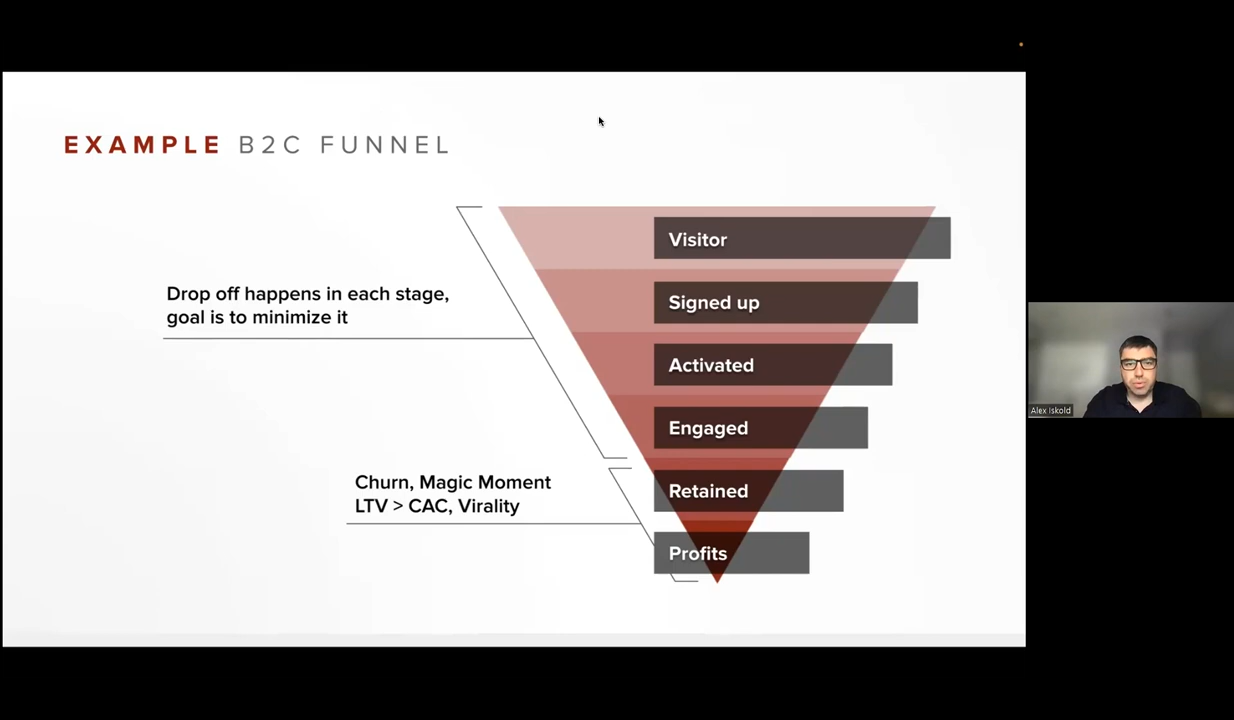 EXAMPLE B2C FUNNEL
Visitor
Drop off happens in each stage,
goal is to minimize it
Signed up
Activated
Engaged
Churn, Magic Moment
LTV > CAC, Virality
Retained
Profits
Alex Iskold